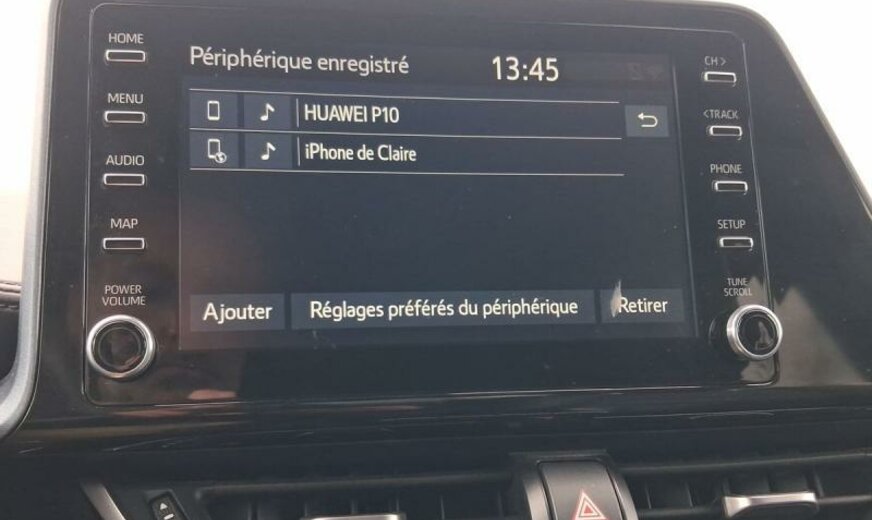 HOME
MENU
AUDIO
MAP
POWER
VOLUME
Périphérique enregistré 13:45
HUAWEI P10
iPhone de Claire
Ajouter Réglages préférés du périphérique Retirer
CH >
<TRACK
PHONE
SETUP
TUNE
SCROLL